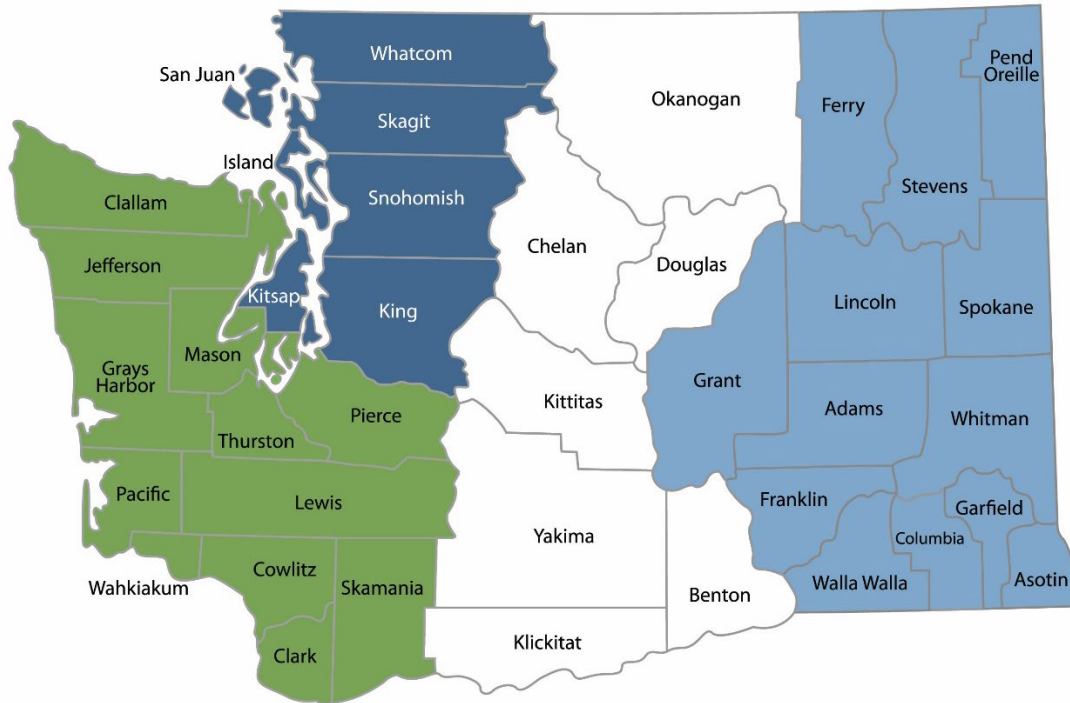 Whatcom
San Juan
Skagit
Island
Snohomish
Clallam
Jefferson
Kitsap
King
Mason
Grays
Harbor
Thurston
Pierce
Pacific
Lewis
Wahkiakum
Cowlitz
Skamania
Clark
Okanogan
Chelan
Douglas
Kittitas
Yakima
Klickitat
Benton
Ferry
Stevens
Pend
Oreille
Lincoln
Spokane
Grant
Adams
Whitman
Franklin
Walla Walla
Columbia
Garfield
Asotin